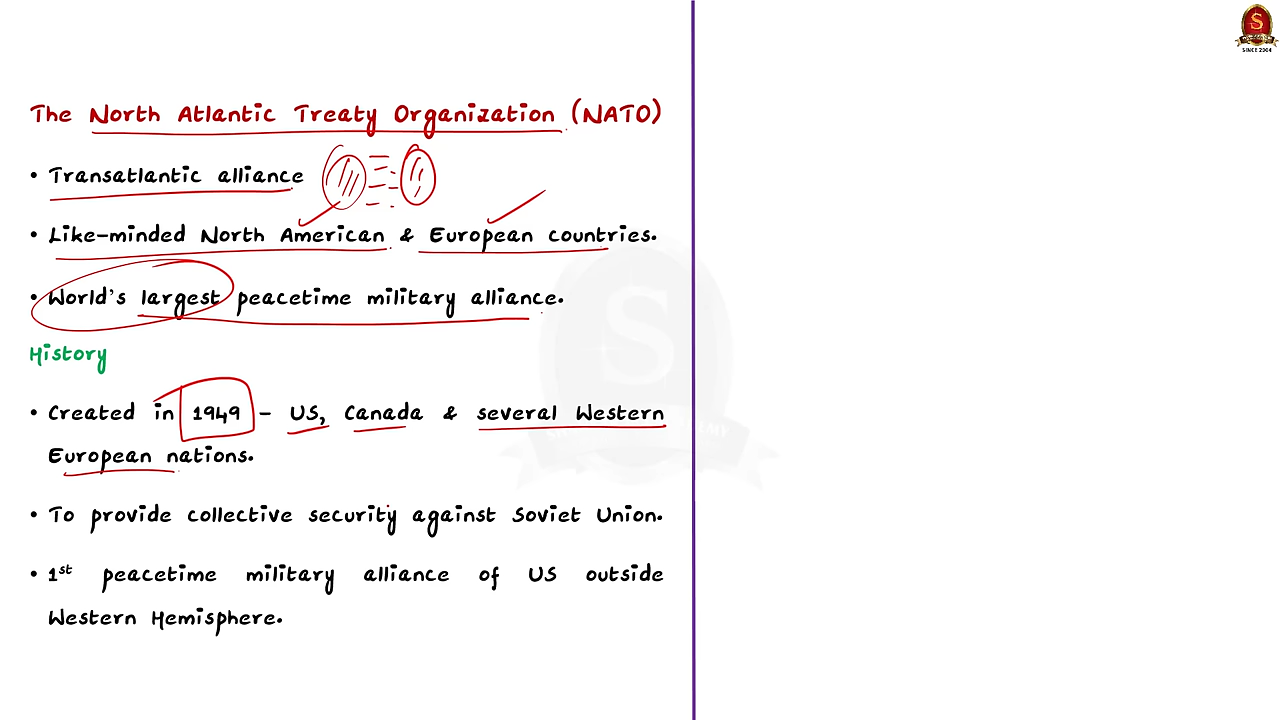 The North Atlantic Treaty Organization (NATO)
• Transatlantic alliance
• Like-minded North American & European countries.
• World's largest peacetime military alliance.
History
• Created in 1949 - US, Canada & several Western
European nations.
• To provide collective security against Soviet Union.
• 1st peacetime military alliance of US outside
Western Hemisphere.
S
SINCE 2004